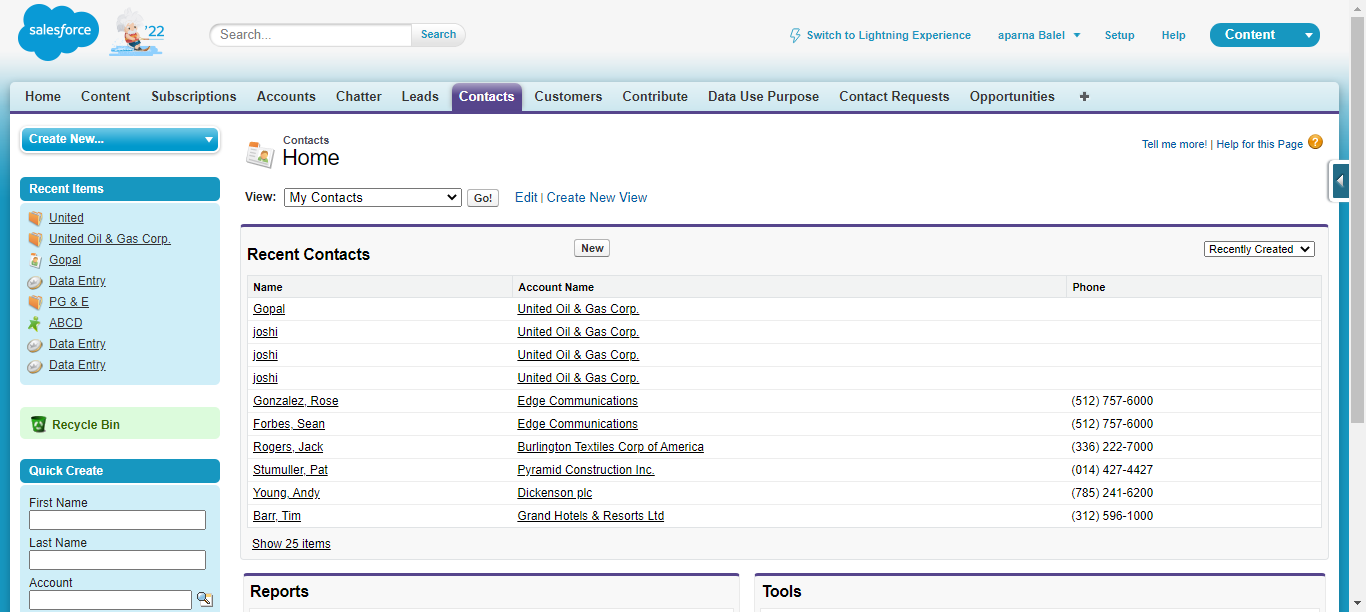 salesforce
'22
Search...
Search
Switch to Lightning Experience
aparna Balel
Setup
Help
Content
Home Content Subscriptions Accounts Chatter Leads Contacts Customers Contribute Data Use Purpose Contact Requests Opportunities +
Create New...
Recent Items
United
United Oil & Gas Corp.
Gopal
Data Entry
PG & E
ABCD
Data Entry
Data Entry
Recycle Bin
Quick Create
First Name
Last Name
Account
Contacts
Home
Tell me more! | Help for this Page ?
View: My Contacts Go! Edit | Create New View
Recent Contacts New Recently Created
Name Account Name Phone
Gopal United Oil & Gas Corp.
joshi United Oil & Gas Corp.
joshi United Oil & Gas Corp.
joshi United Oil & Gas Corp.
Gonzalez, Rose Edge Communications (512) 757-6000
Forbes, Sean Edge Communications (512) 757-6000
Rogers, Jack Burlington Textiles Corp of America (336) 222-7000
Stumuller, Pat Pyramid Construction Inc. (014) 427-4427
Young, Andy Dickenson plc (785) 241-6200
Barr, Tim Grand Hotels & Resorts Ltd (312) 596-1000
Show 25 items
Reports
Tools